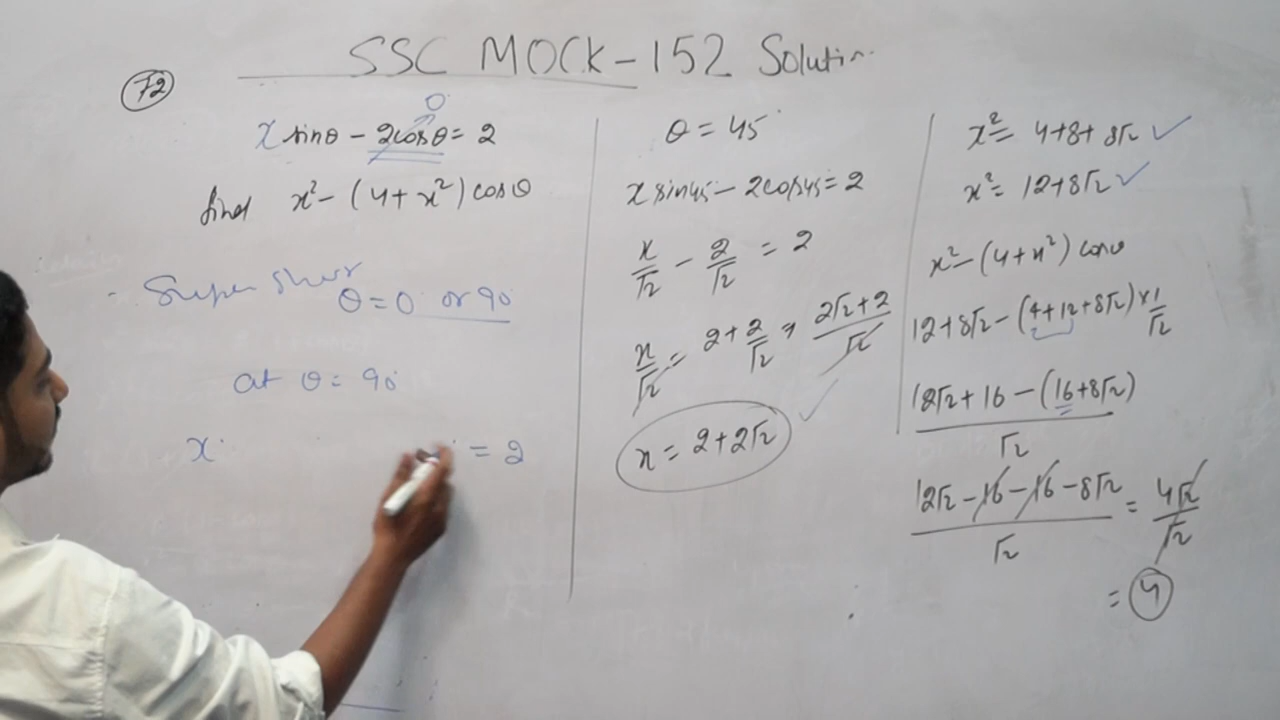 SSC MOCK-152 Solution
72
0
x sinθ - 2cosθ = 2
find x² - (4+x²) cosθ
θ=0 or 90
at θ = 90
x = 2
θ = 45
x sin45 - 2cos45 = 2
x/√2 - 2/√2 = 2
x/√2 = 2 + 2/√2 ⇒ (2√2+2)/√2
x = 2+2√2
x² = 4+8+8√2 ✓
x² = 12+8√2 ✓
x² - (4+x²) cosθ
12+8√2 - (4+12+8√2) × 1/√2
12√2+16 - (16+8√2)
√2
12√2 - 16 - 16 - 8√2 = 4√2/√2
√2
= 4